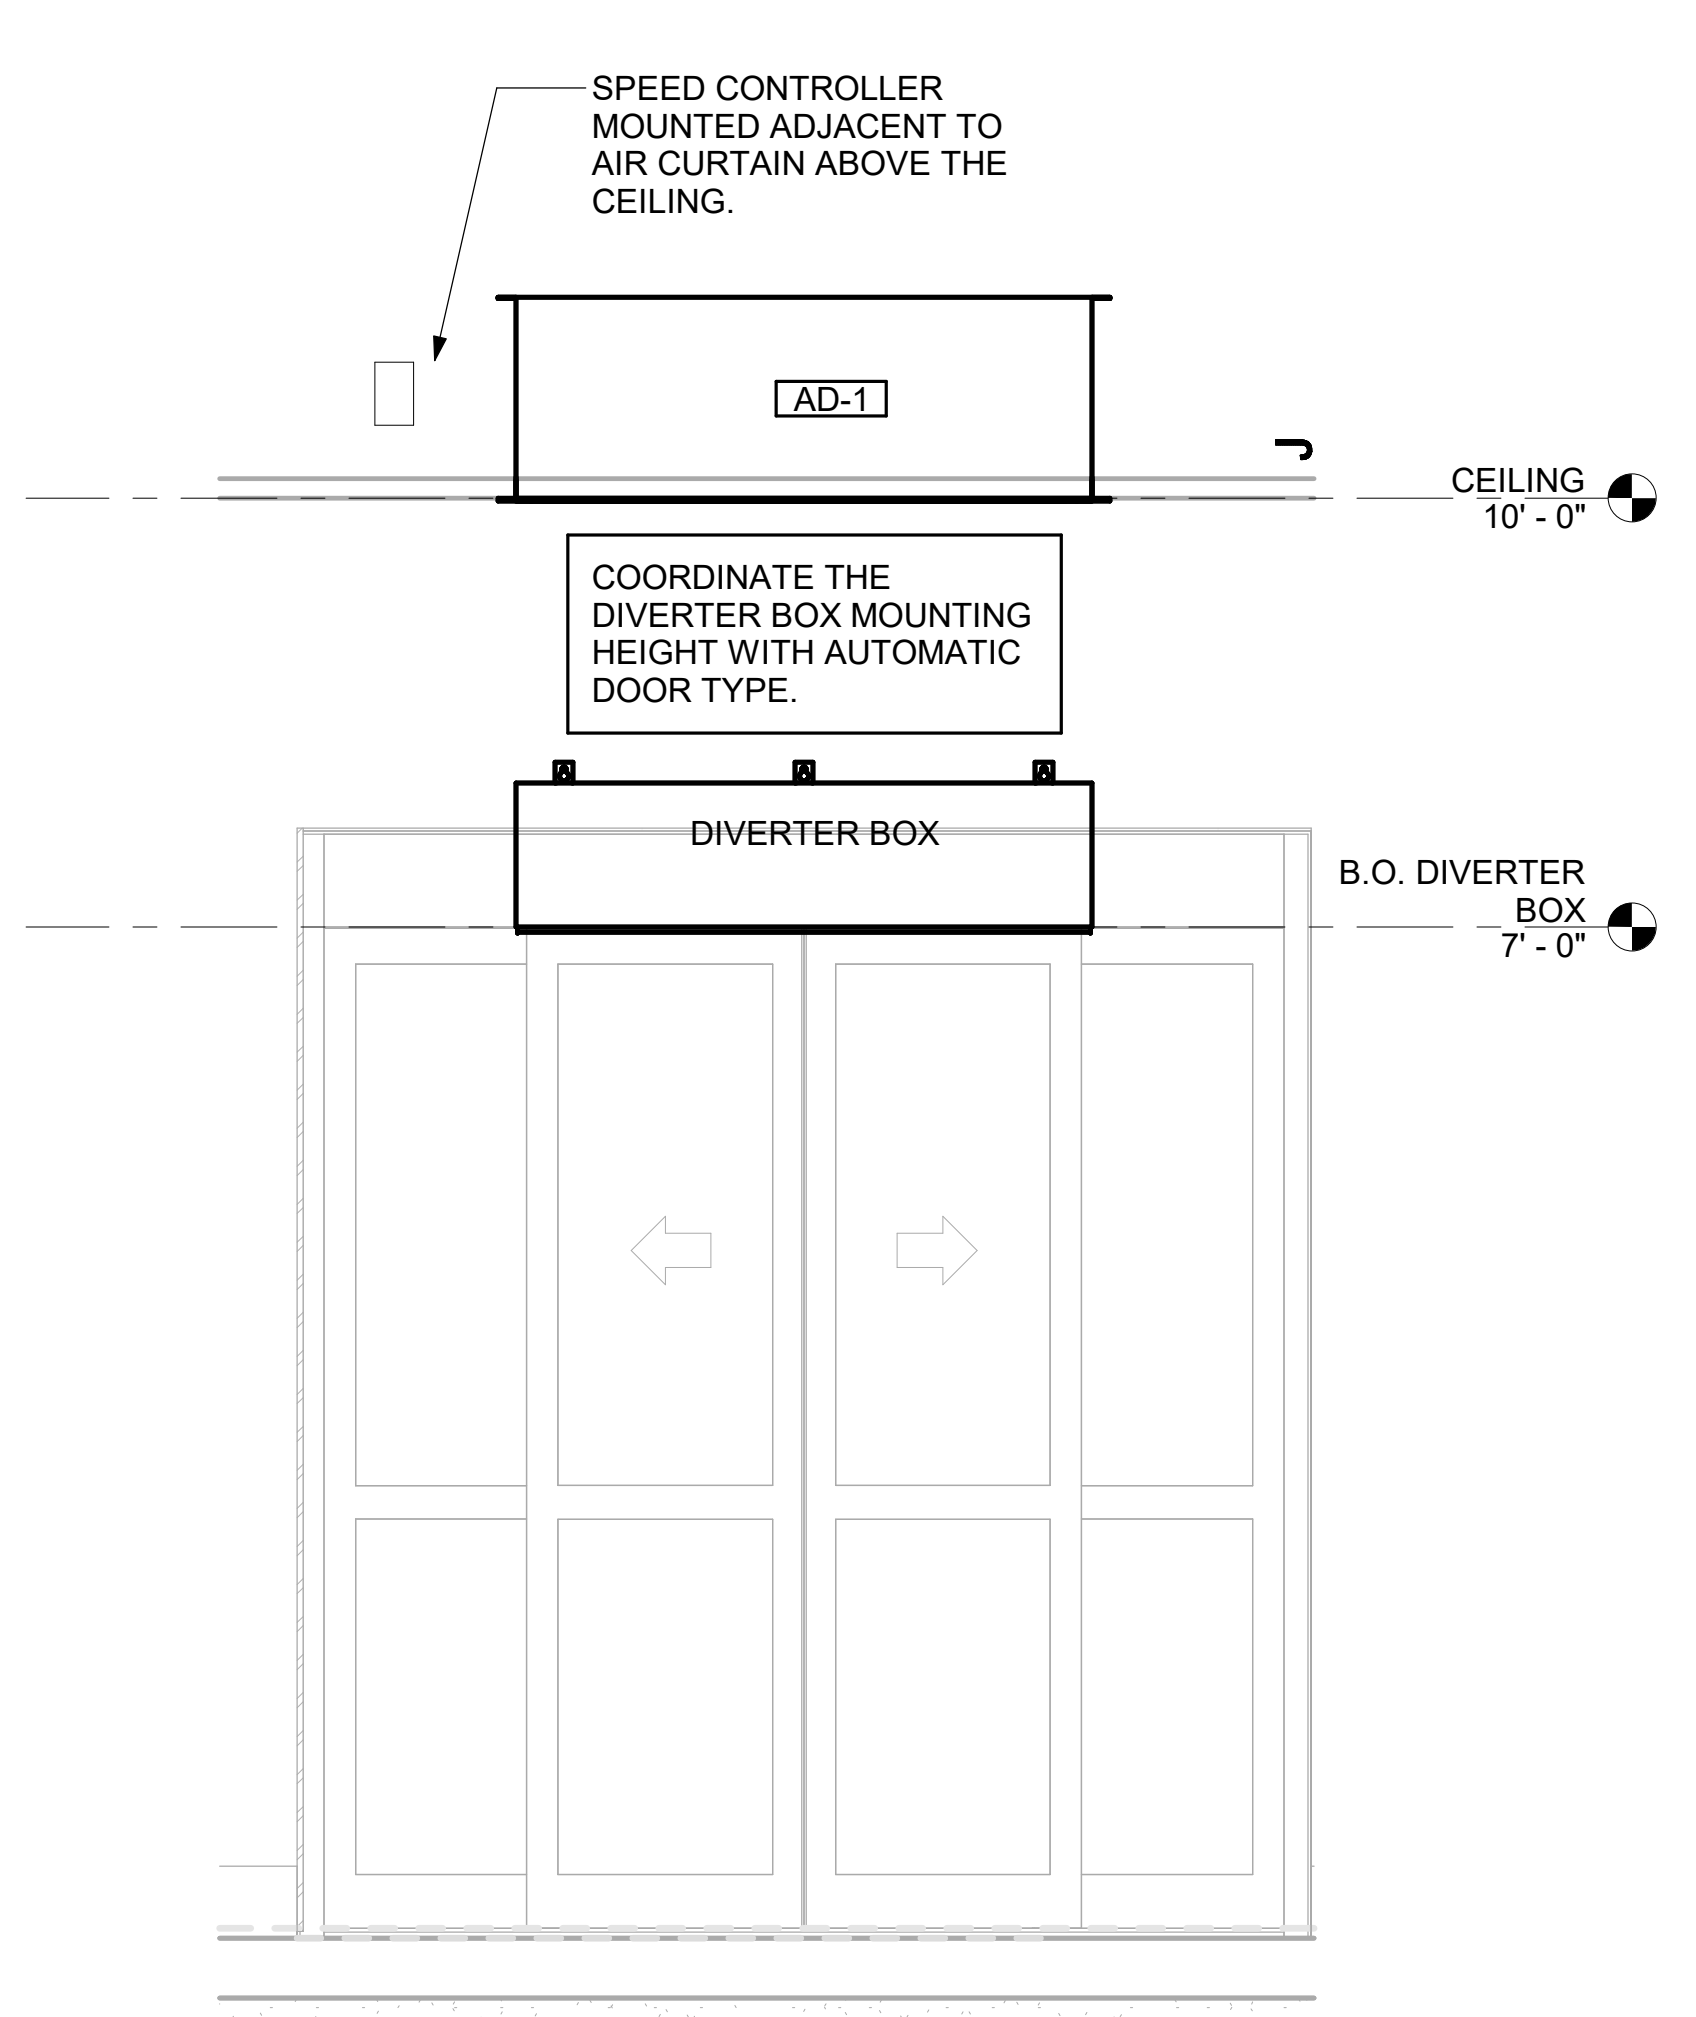 SPEED CONTROLLER
MOUNTED ADJACENT TO
AIR CURTAIN ABOVE THE
CEILING.
AD-1
CEILING
10' - 0"
COORDINATE THE
DIVERTER BOX MOUNTING
HEIGHT WITH AUTOMATIC
DOOR TYPE.
DIVERTER BOX
B.O. DIVERTER
BOX
7' - 0"